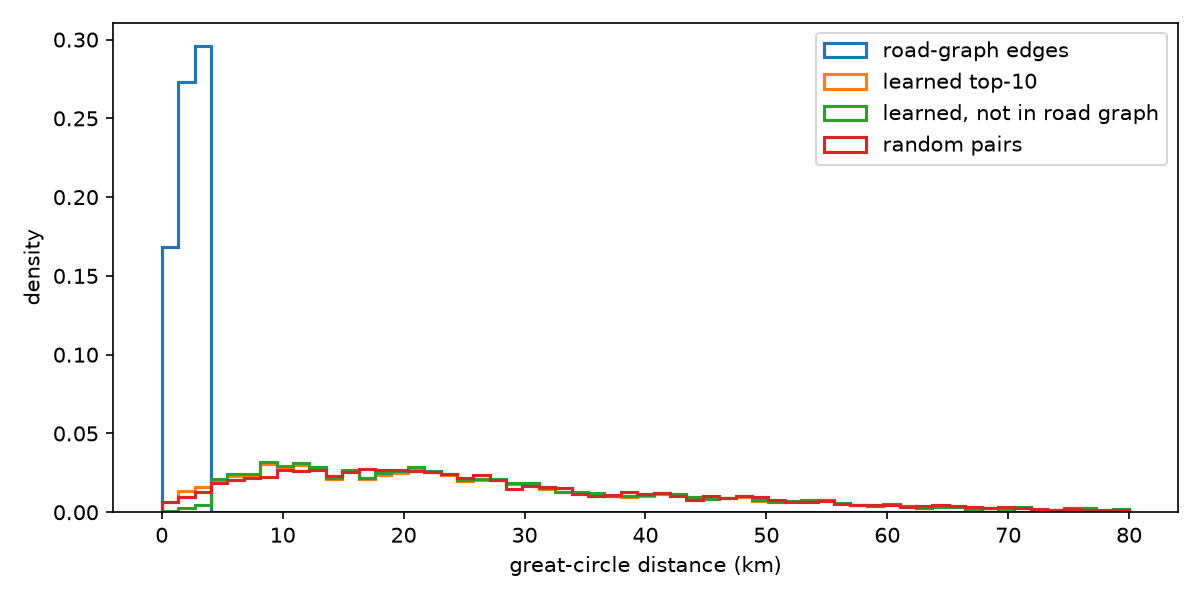 0.30
0.25
0.20
0.15
0.10
0.05
0.00
density
0 10 20 30 40 50 60 70 80
great-circle distance (km)
road-graph edges
learned top-10
learned, not in road graph
random pairs